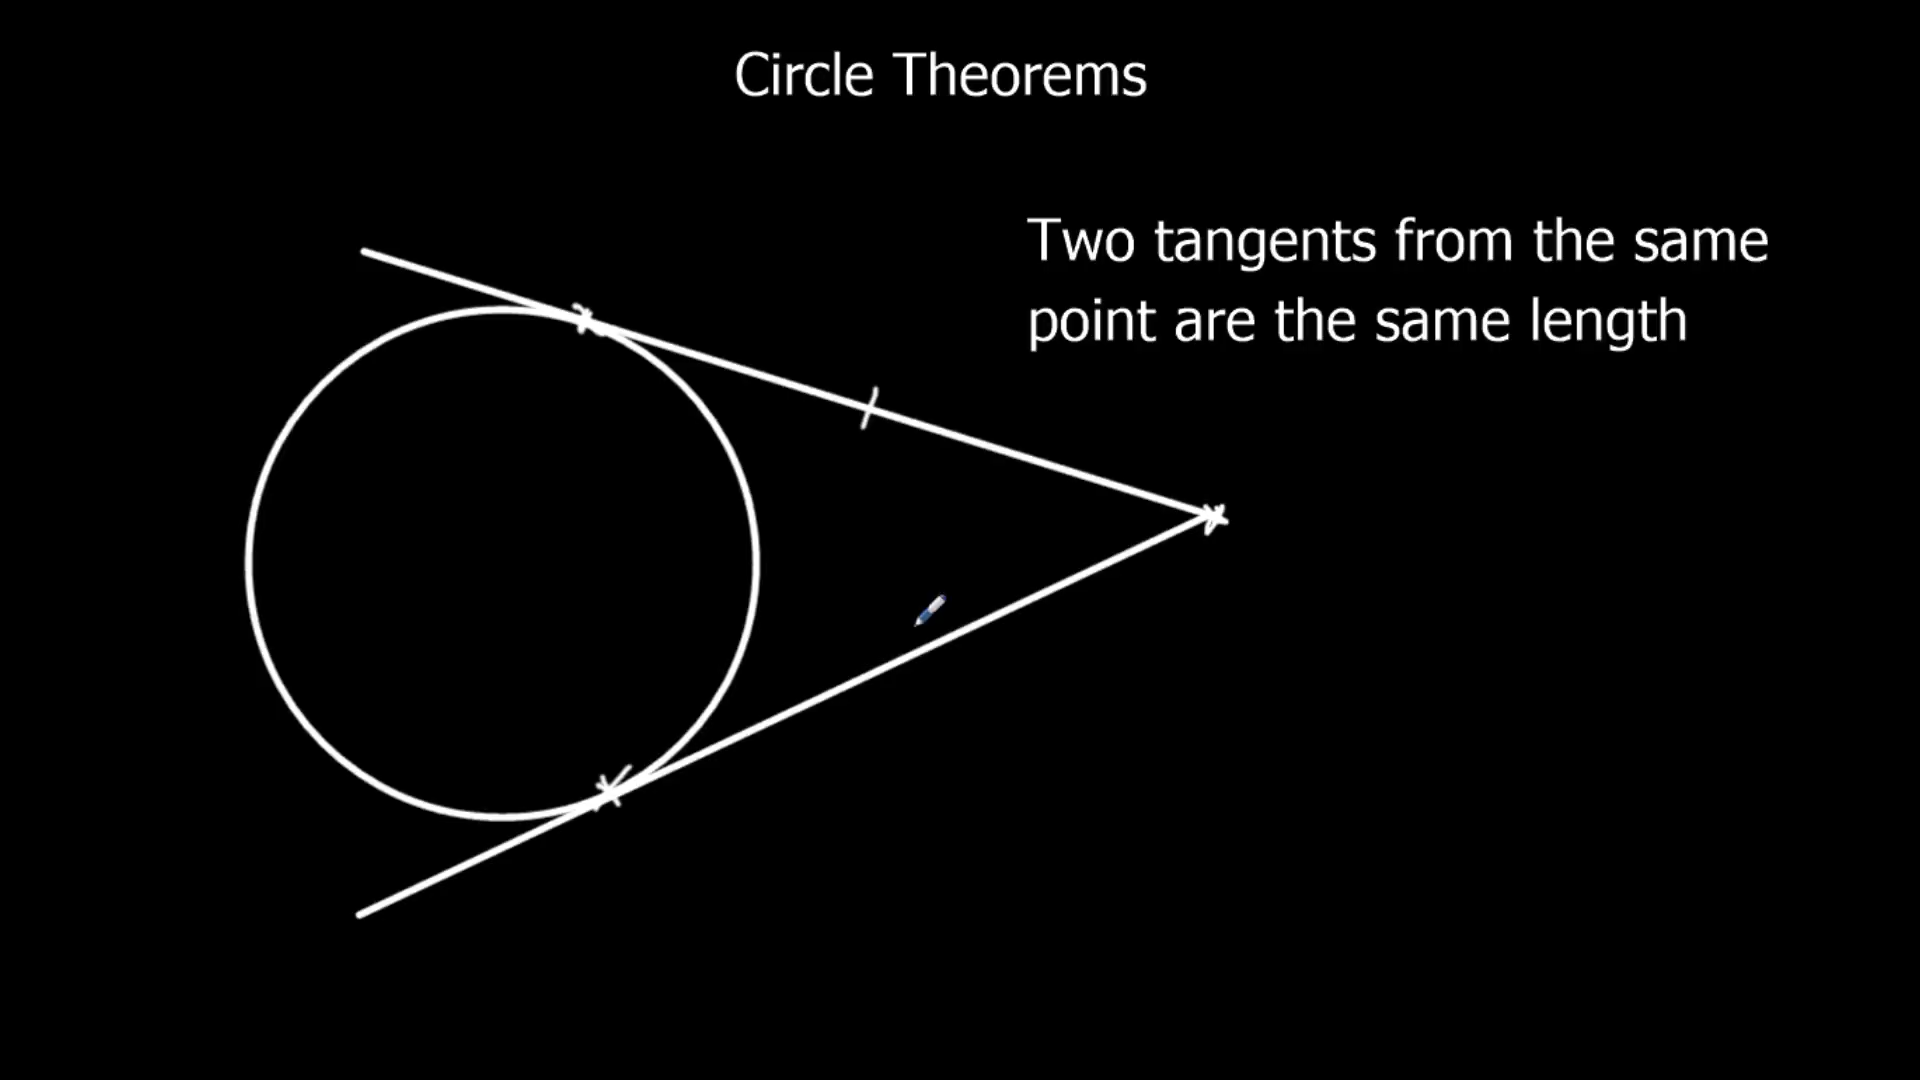 Circle Theorems
Two tangents from the same
point are the same length